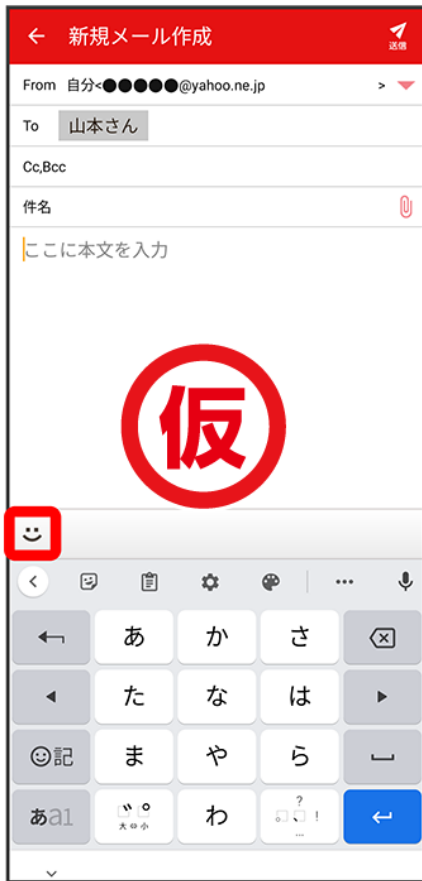 新規メール作成
送信
From 自分<●●●●●@yahoo.ne.jp >
To 山本さん
Cc,Bcc
件名
ここに本文を入力
仮
あ か さ
た な は
記 ま や ら
あa1 大⇔小 わ ? ! ...